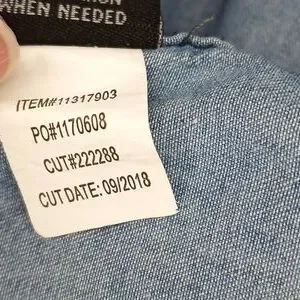 WHEN NEEDED
ITEM#11317903
PO#1170608
CUT#222288
CUT DATE: 09/2018